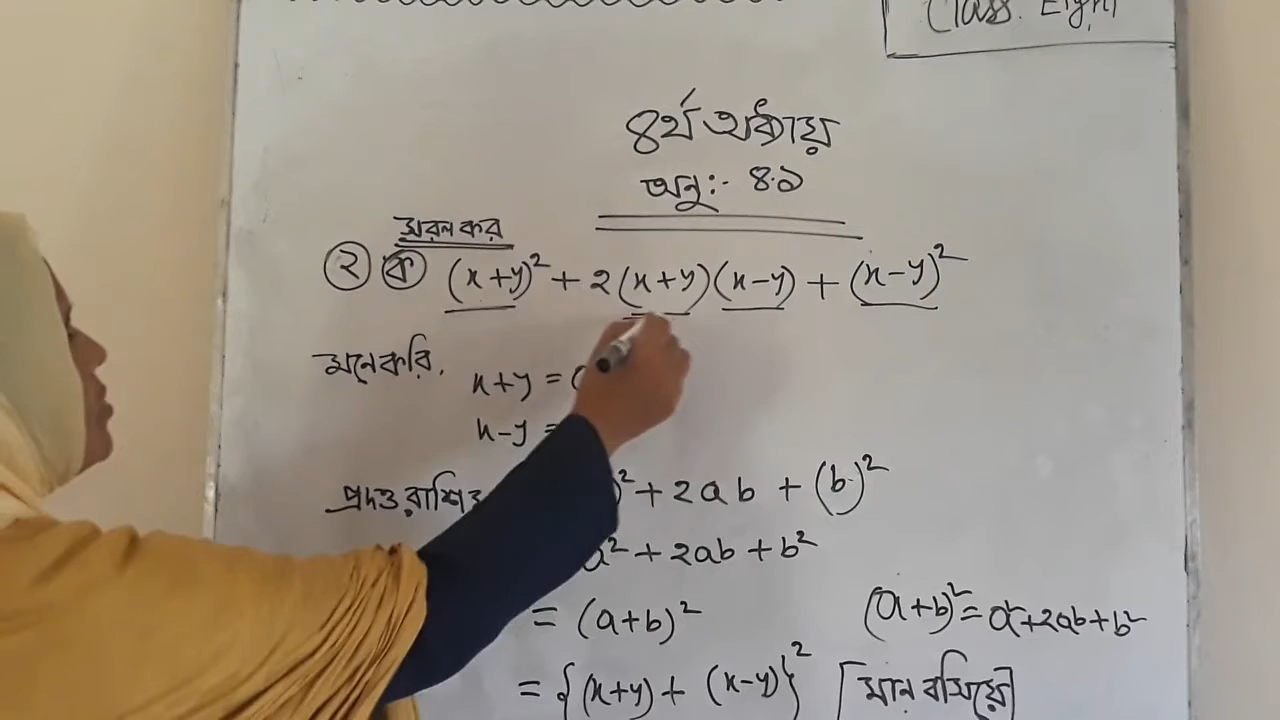 Class. Eight
৪র্থ অধ্যায়
অনু:- ৪.১
সরল কর
২ ক (x+y)² + 2(x+y)(x-y) + (x-y)²
মনেকরি, x+y =
x-y =
প্রদত্ত রাশি ² + 2ab + (b)²
a² + 2ab + b²
= (a+b)² (a+b)² = a²+2ab+b²
= {(x+y) + (x-y)}² [মান বসিয়ে]